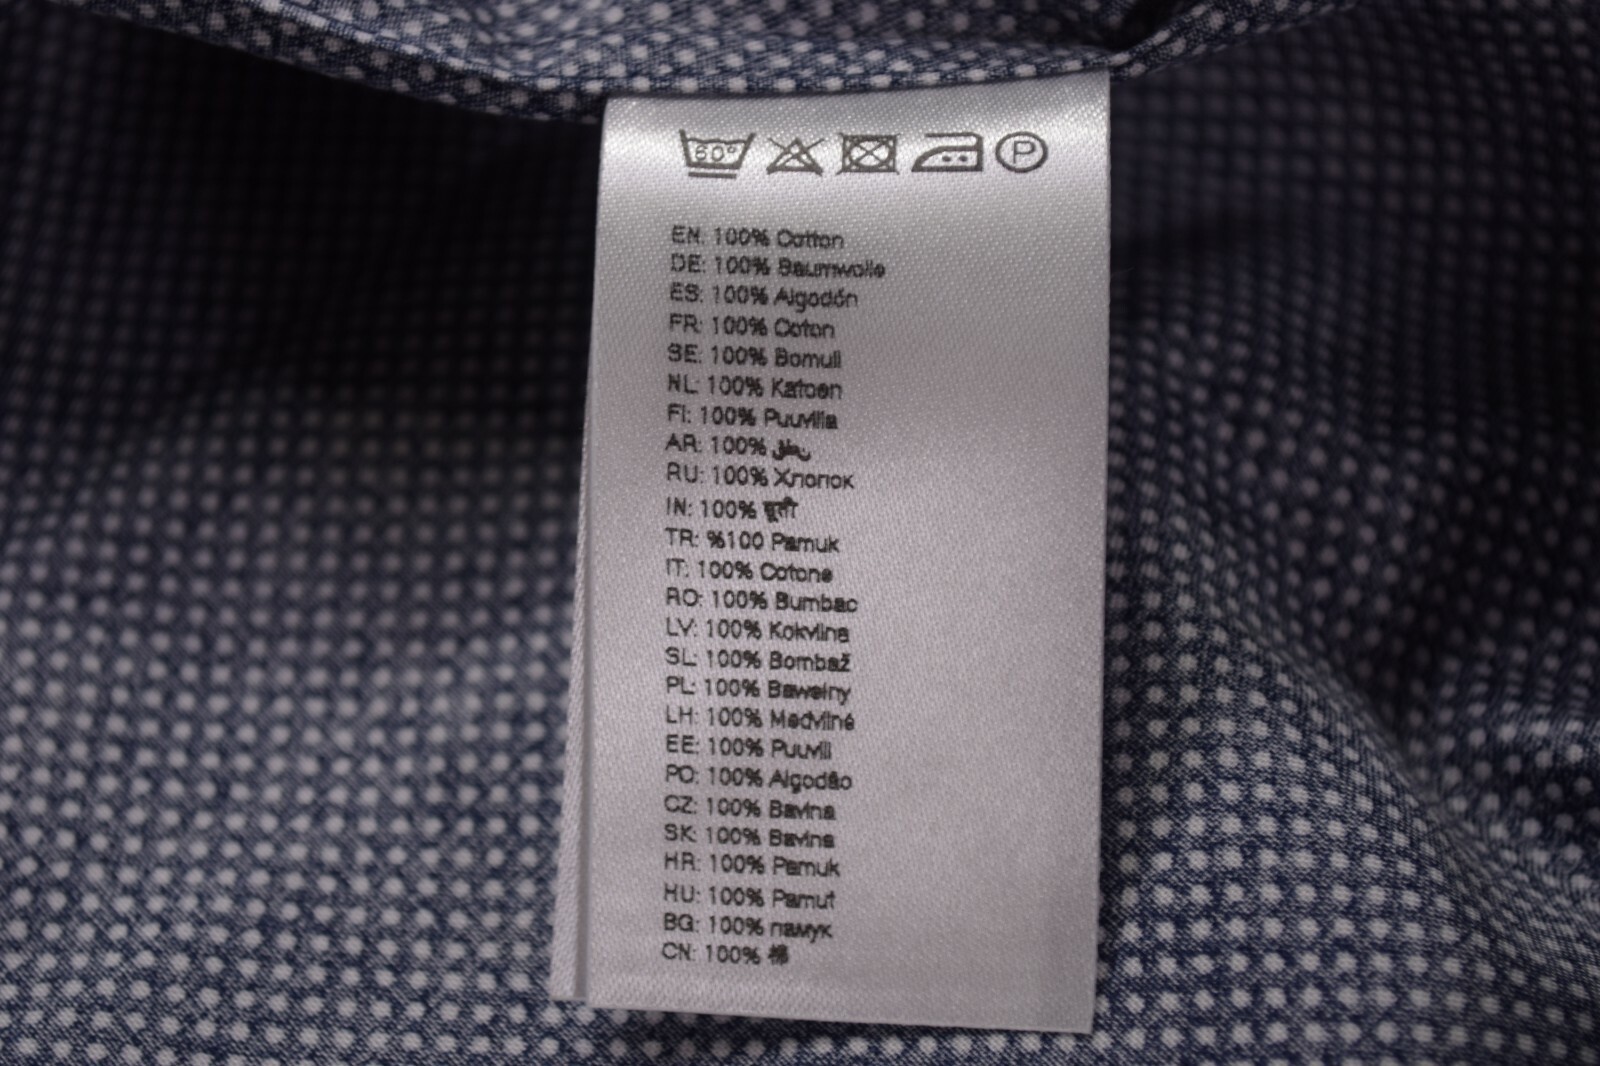 60°
P
EN: 100% Cotton
DE: 100% Baumwolle
ES: 100% Algodón
FR: 100% Coton
SE: 100% Bomull
NL: 100% Katoen
FI: 100% Puuvilla
AR: 100%
RU: 100% Хлопок
IN: 100% सूती
TR: %100 Pamuk
IT: 100% Cotone
RO: 100% Bumbac
LV: 100% Kokvilna
SL: 100% Bombaž
PL: 100% Bawelny
LH: 100% Medvilné
EE: 100% Puuvill
PO: 100% Algodão
CZ: 100% Bavlna
SK: 100% Bavlna
HR: 100% Pamuk
HU: 100% Pamut
BG: 100% памук
CN: 100% 棉